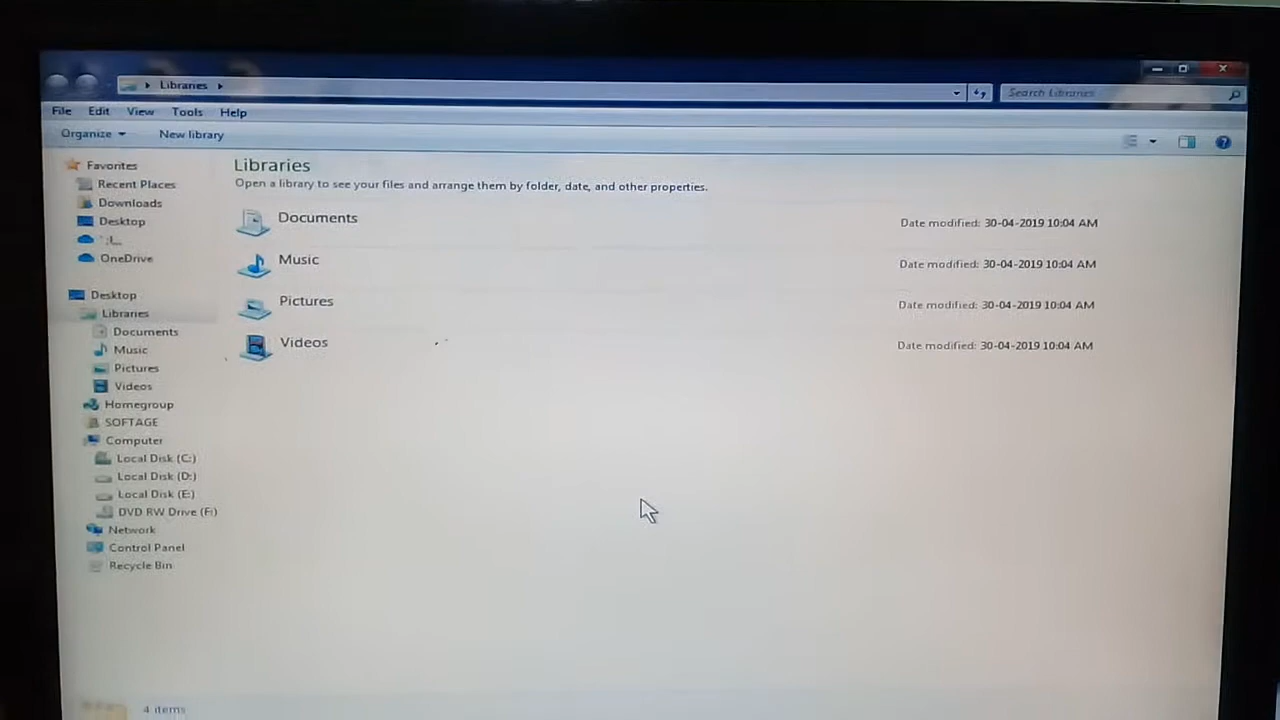 Libraries
Search Libraries
File Edit View Tools Help
Organize New library
Favorites
Recent Places
Downloads
Desktop
OneDrive
Desktop
Libraries
Documents
Music
Pictures
Videos
Homegroup
SOFTAGE
Computer
Local Disk (C:)
Local Disk (D:)
Local Disk (E:)
DVD RW Drive (F:)
Network
Control Panel
Recycle Bin
Libraries
Open a library to see your files and arrange them by folder, date, and other properties.
Documents Date modified: 30-04-2019 10:04 AM
Music Date modified: 30-04-2019 10:04 AM
Pictures Date modified: 30-04-2019 10:04 AM
Videos Date modified: 30-04-2019 10:04 AM
4 items